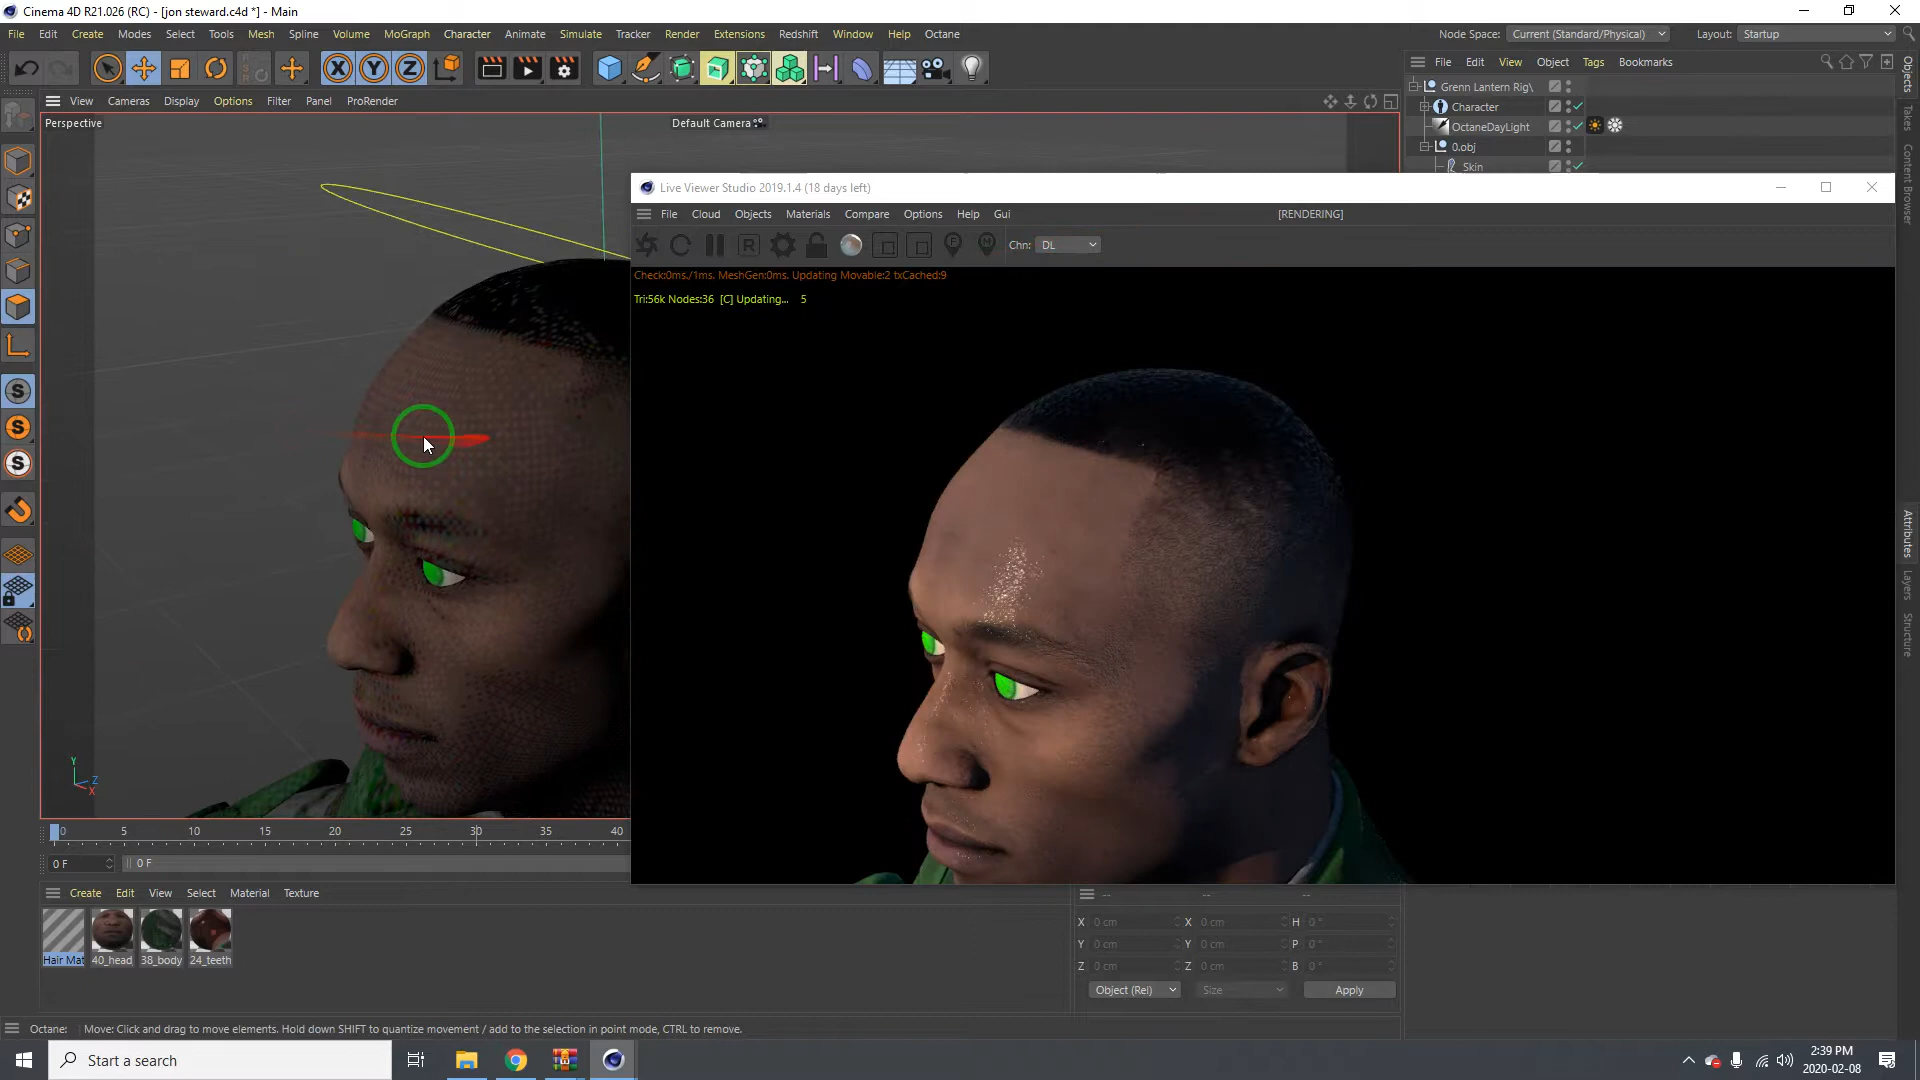 Cinema 4D R21.026 (RC) - [jon steward.c4d *] - Main
File Edit Create Modes Select Tools Mesh Spline Volume MoGraph Character Animate Simulate Tracker Render Extensions Redshift Window Help Octane
Node Space: Current (Standard/Physical) Layout: Startup
X Y Z
File Edit View Object Tags Bookmarks
View Cameras Display Options Filter Panel ProRender
Perspective
Default Camera
Grenn Lantern Rig\
Character
OctaneDayLight
0.obj
Skin
Objects
Takes
Content Browser
Attributes
Layers
Structure
Live Viewer Studio 2019.1.4 (18 days left)
File Cloud Objects Materials Compare Options Help Gui [RENDERING]
Chn: DL
Check:0ms./1ms. MeshGen:0ms. Updating Movable:2 txCached:9
Tri:56k Nodes:36 [C] Updating... 5
Y
Z
X
0 5 10 15 20 25 30 35 40
0 F 0 F
Create Edit View Select Material Texture
Hair Mat 40_head 38_body 24_teeth
-- -- --
X 0 cm X 0 cm H 0 °
Y 0 cm Y 0 cm P 0 °
Z 0 cm Z 0 cm B 0 °
Object (Rel) Size Apply
Octane: Move: Click and drag to move elements. Hold down SHIFT to quantize movement / add to the selection in point mode, CTRL to remove.
Start a search
2:39 PM
2020-02-08